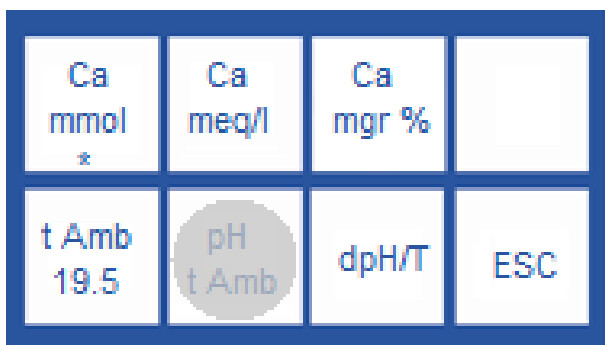 Ca
mmol
*
Ca
meq/l
Ca
mgr %
t Amb
19.5
pH
t Amb
dpH/T
ESC